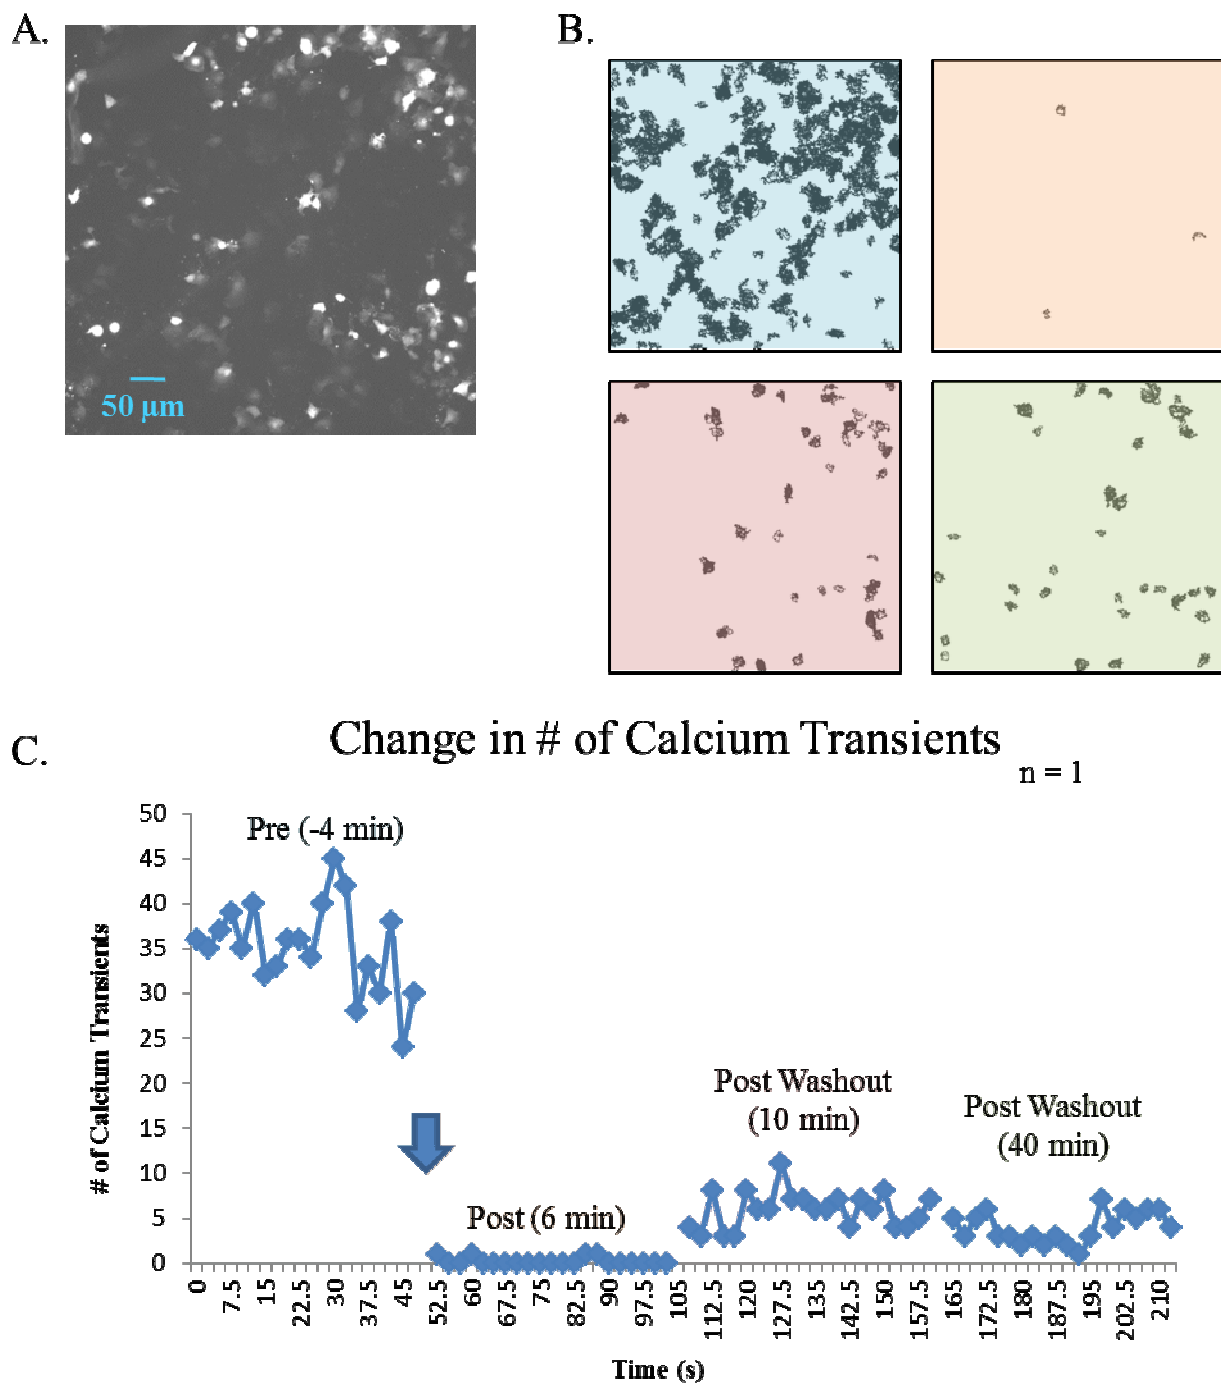 A.
B.
50 µm
C.
Change in # of Calcium Transients
n = 1
50
45
40
35
30
25
20
15
10
5
0
# of Calcium Transients
Pre (-4 min)
Post (6 min)
Post Washout
(10 min)
Post Washout
(40 min)
0
7.5
15
22.5
30
37.5
45
52.5
60
67.5
75
82.5
90
97.5
105
112.5
120
127.5
135
142.5
150
157.5
165
172.5
180
187.5
195
202.5
210
Time (s)